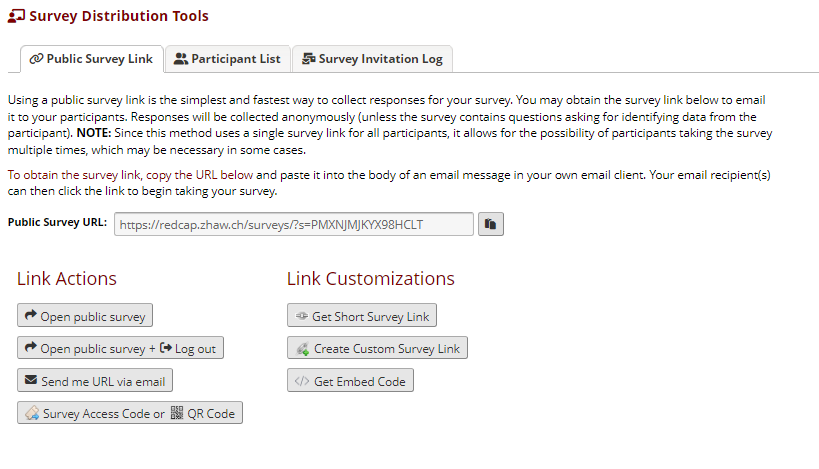 Survey Distribution Tools
Public Survey Link
Participant List
Survey Invitation Log
Using a public survey link is the simplest and fastest way to collect responses for your survey. You may obtain the survey link below to email
it to your participants. Responses will be collected anonymously (unless the survey contains questions asking for identifying data from the
participant). NOTE: Since this method uses a single survey link for all participants, it allows for the possibility of participants taking the survey
multiple times, which may be necessary in some cases.
To obtain the survey link, copy the URL below and paste it into the body of an email message in your own email client. Your email recipient(s)
can then click the link to begin taking your survey.
Public Survey URL: https://redcap.zhaw.ch/surveys/?s=PMXNJMJKYX98HCLT
Link Actions
Open public survey
Open public survey + Log out
Send me URL via email
Survey Access Code or QR Code
Link Customizations
Get Short Survey Link
Create Custom Survey Link
</> Get Embed Code